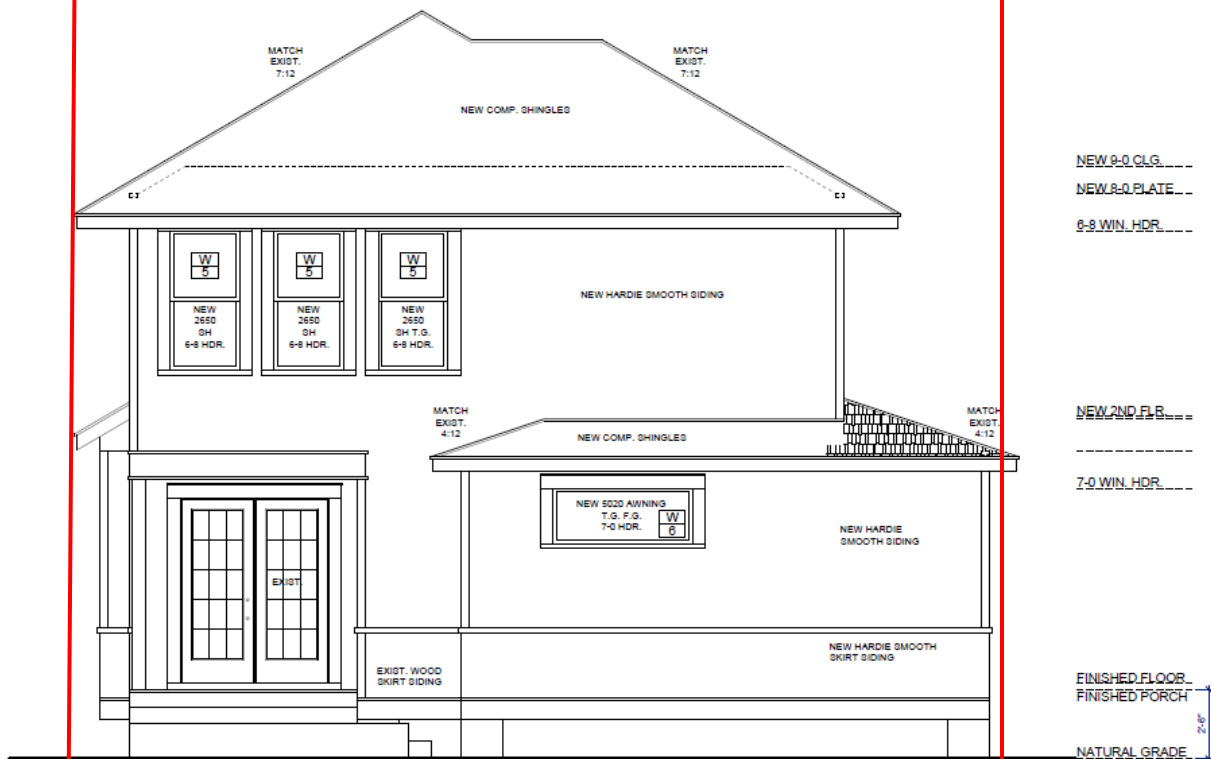 MATCH
EXIST.
7:12
MATCH
EXIST.
7:12
NEW COMP. SHINGLES
NEW 9-0 CLG.
NEW 8-0 PLATE
6-8 WIN. HDR.
W
5
W
5
W
5
NEW
2650
SH
6-8 HDR.
NEW
2650
SH
6-8 HDR.
NEW
2650
SH T.G.
6-8 HDR.
NEW HARDIE SMOOTH SIDING
MATCH
EXIST.
4:12
NEW COMP. SHINGLES
MATCH
EXIST.
4:12
NEW 2ND FLR.
7-0 WIN. HDR.
NEW 5020 AWNING
T.G. F.G.
7-0 HDR.
W
6
NEW HARDIE
SMOOTH SIDING
EXIST.
NEW HARDIE SMOOTH
SKIRT SIDING
EXIST. WOOD
SKIRT SIDING
FINISHED FLOOR
FINISHED PORCH
2'-6"
NATURAL GRADE